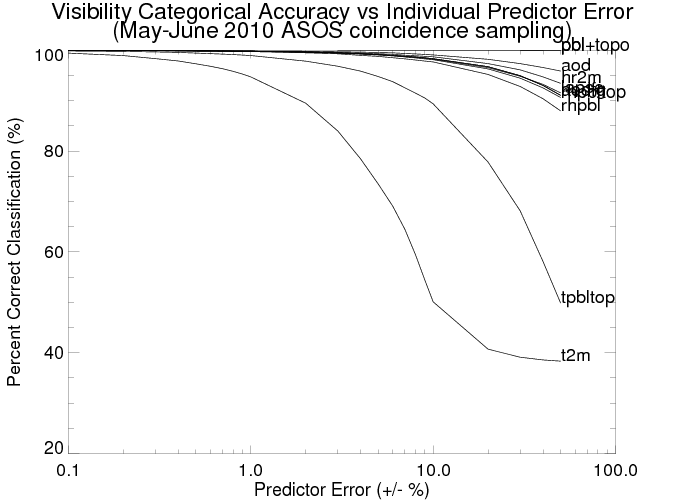 Visibility Categorical Accuracy vs Individual Predictor Error
(May-June 2010 ASOS coincidence sampling)
100
80
60
40
20
0.1
1.0
10.0
100.0
Percent Correct Classification (%)
Predictor Error (+/- %)
pbl+topo
aod
hr2m
rhpbl
tpbltop
t2m